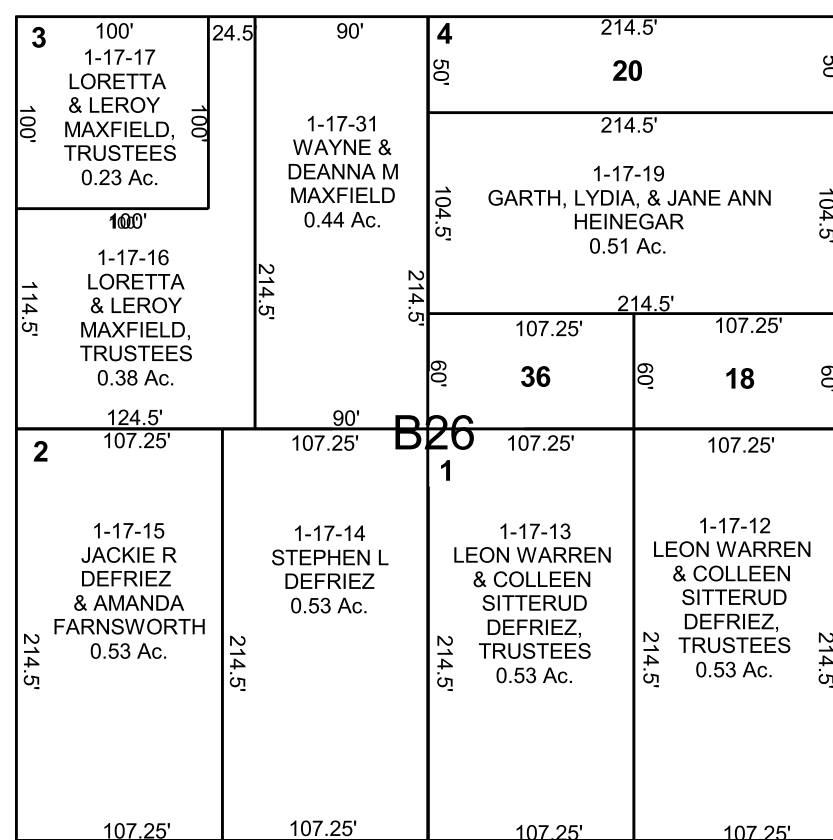 3
100'
1-17-17
LORETTA
& LEROY
MAXFIELD,
TRUSTEES
0.23 Ac.
100'
100'
24.5
100'
1-17-16
LORETTA
& LEROY
MAXFIELD,
TRUSTEES
0.38 Ac.
114.5'
124.5'
90'
1-17-31
WAYNE &
DEANNA M
MAXFIELD
0.44 Ac.
214.5'
214.5'
90'
4
214.5'
50'
20
50'
214.5'
1-17-19
GARTH, LYDIA, & JANE ANN
HEINEGAR
0.51 Ac.
104.5'
104.5'
214.5'
107.25'
60'
36
60'
107.25'
18
60'
B26
2
107.25'
1-17-15
JACKIE R
DEFRIEZ
& AMANDA
FARNSWORTH
0.53 Ac.
214.5'
107.25'
107.25'
1-17-14
STEPHEN L
DEFRIEZ
0.53 Ac.
214.5'
107.25'
1
107.25'
1-17-13
LEON WARREN
& COLLEEN
SITTERUD
DEFRIEZ,
TRUSTEES
0.53 Ac.
214.5'
107.25'
107.25'
1-17-12
LEON WARREN
& COLLEEN
SITTERUD
DEFRIEZ,
TRUSTEES
0.53 Ac.
214.5'
214.5'
107.25'